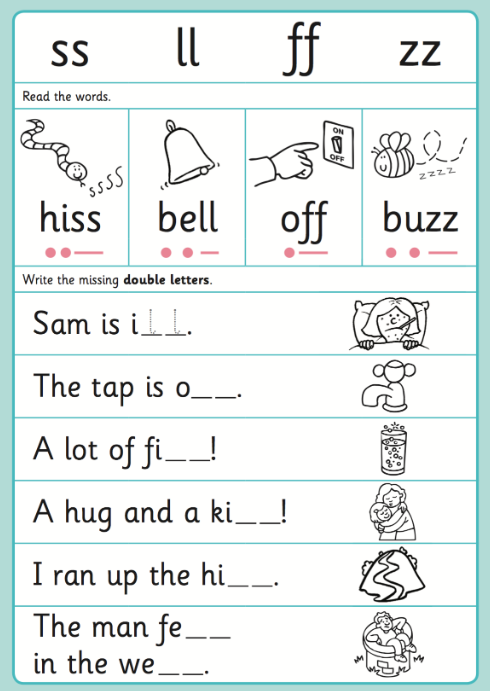 ss ll ff zz
Read the words.
ssss
ON
OFF
zzzz
hiss bell off buzz
Write the missing double letters.
Sam is ill.
The tap is o__.
A lot of fi__!
A hug and a ki__!
I ran up the hi__.
The man fe__
in the we__.